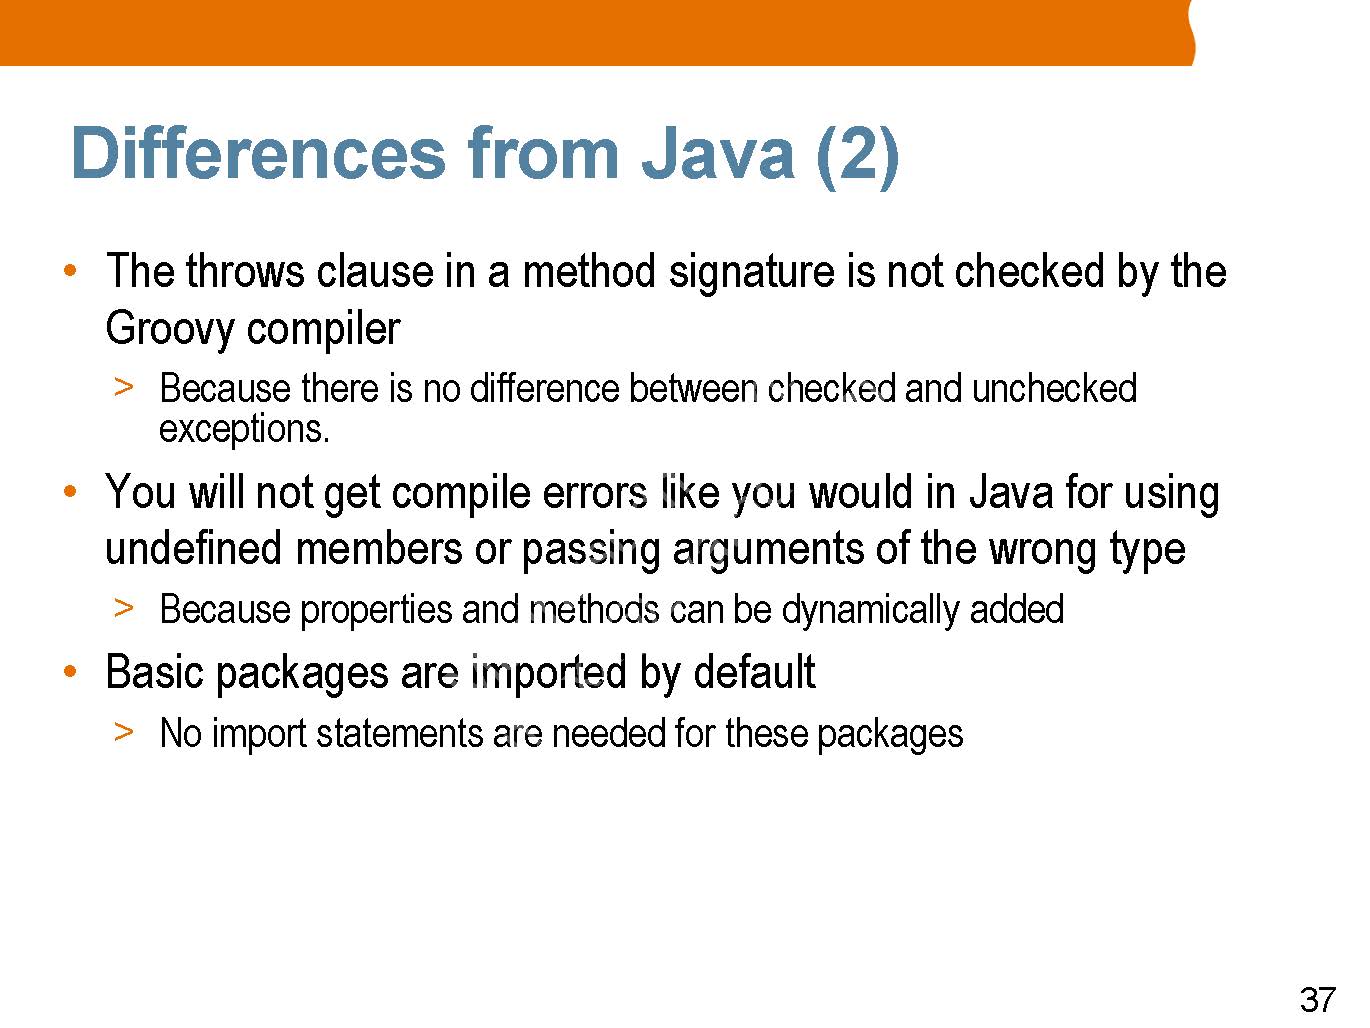 Differences from Java (2)
• The throws clause in a method signature is not checked by the
Groovy compiler
> Because there is no difference between checked and unchecked
exceptions.
• You will not get compile errors like you would in Java for using
undefined members or passing arguments of the wrong type
> Because properties and methods can be dynamically added
• Basic packages are imported by default
> No import statements are needed for these packages
37